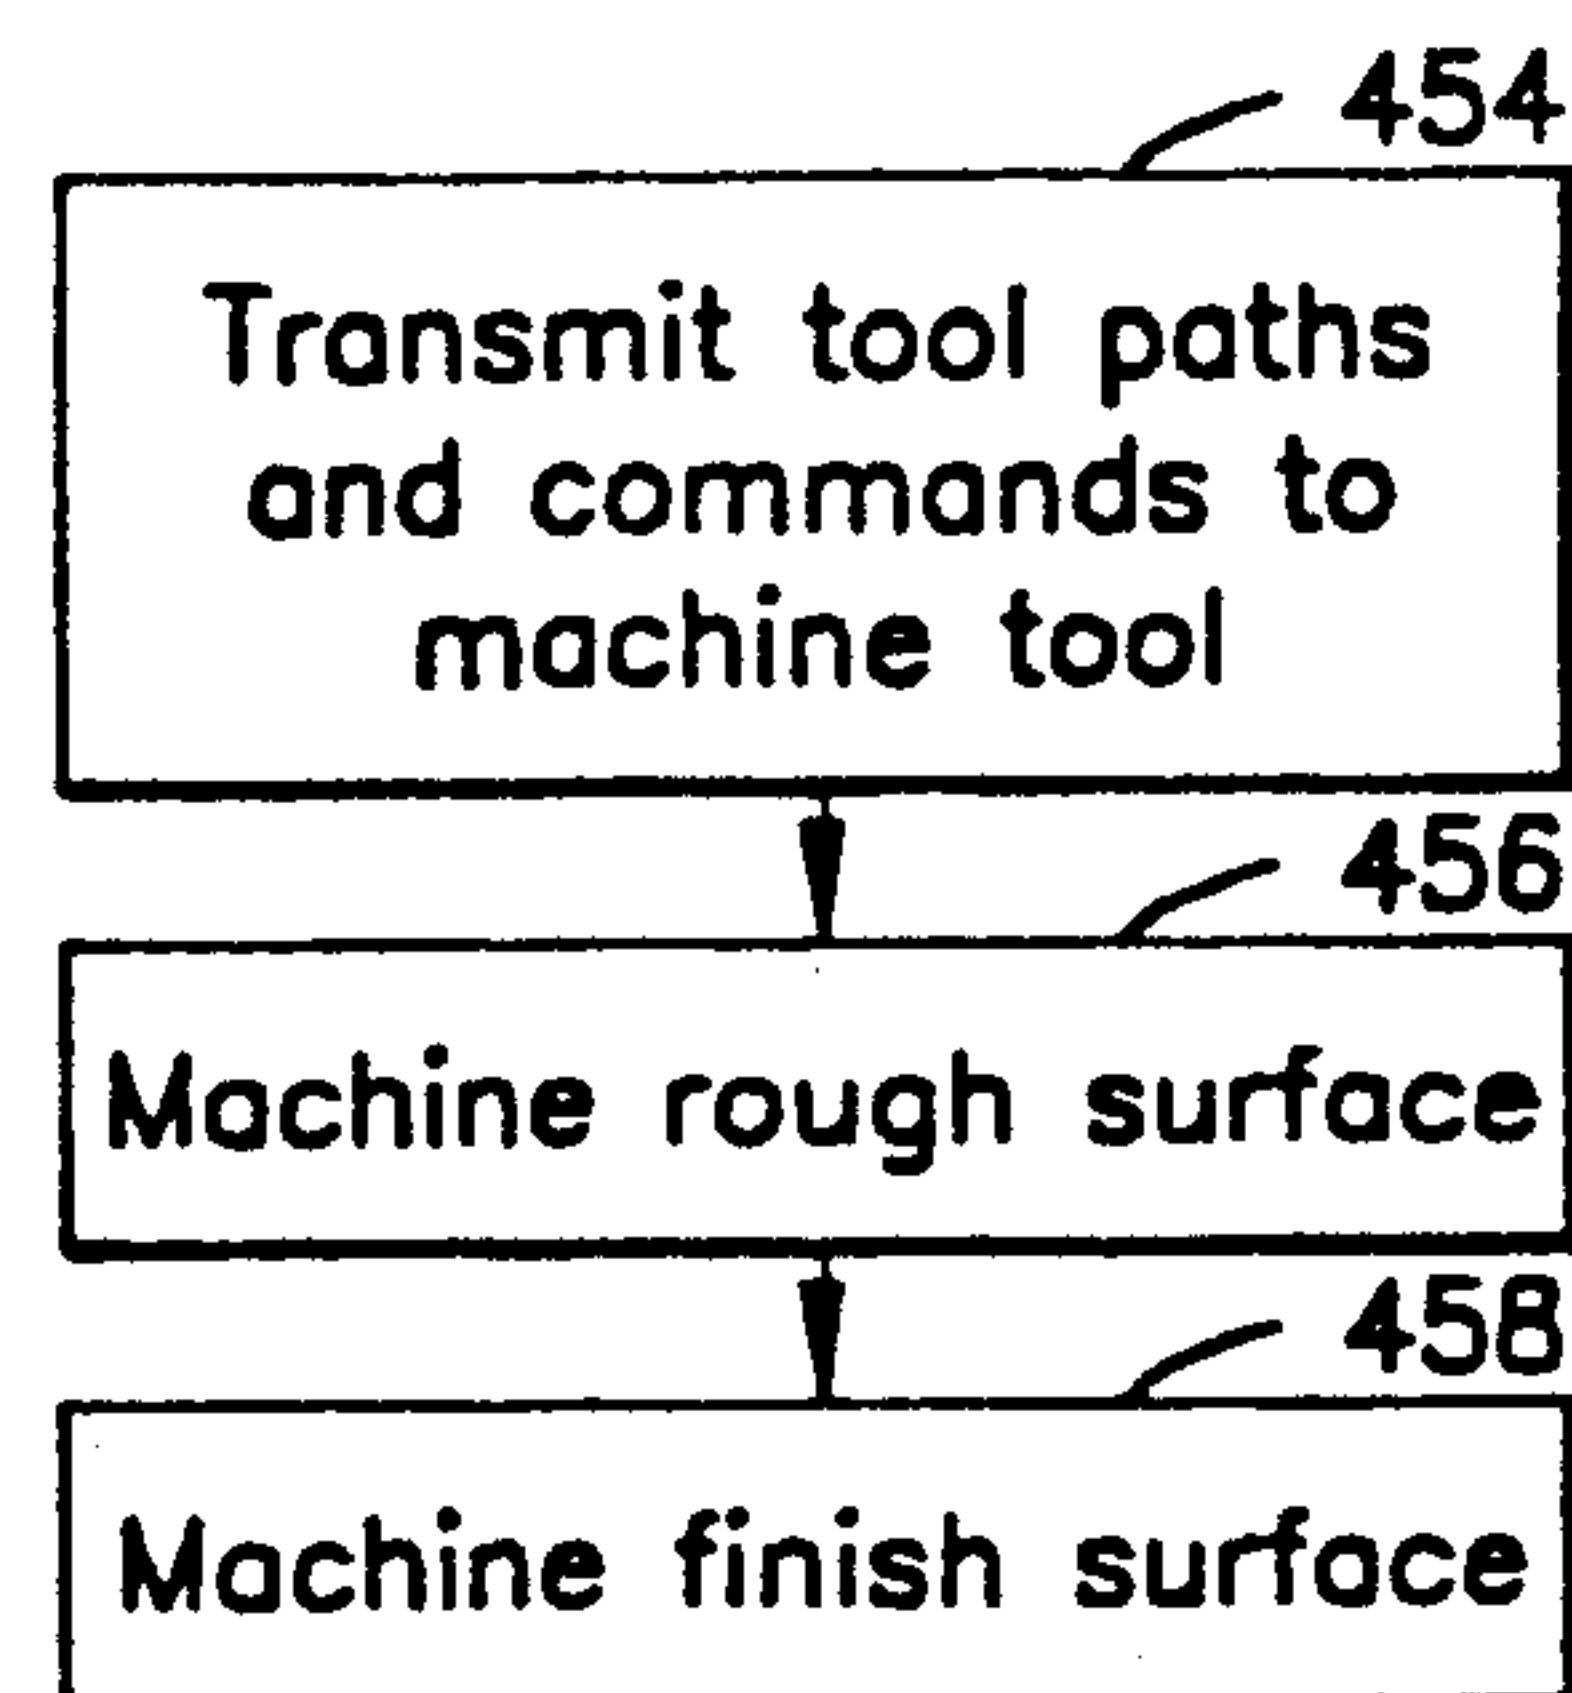 454
Transmit tool paths
and commands to
machine tool
456
Machine rough surface
458
Machine finish surface